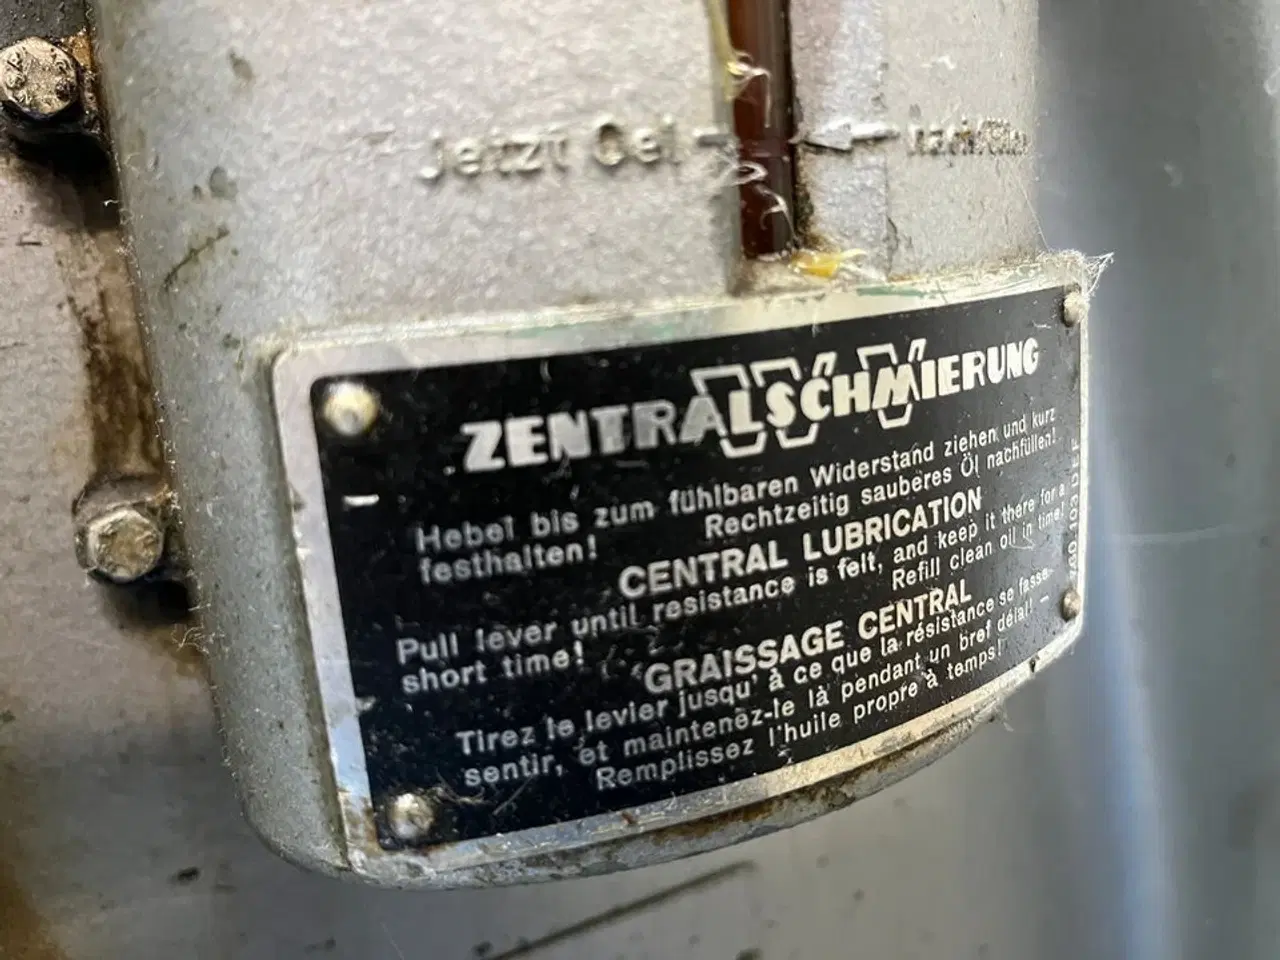 Jetzt Oel nachfüllen
ZENTRALSCHMIERUNG
Hebel bis zum fühlbaren Widerstand ziehen und kurz
festhalten! Rechtzeitig sauberes Öl nachfüllen!
CENTRAL LUBRICATION
Pull lever until resistance is felt, and keep it there for a
short time! Refill clean oil in time!
GRAISSAGE CENTRAL
Tirez le levier jusqu' à ce que la résistance se fasse
sentir, et maintenez-le là pendant un bref délai! -
Remplissez l'huile propre à temps!